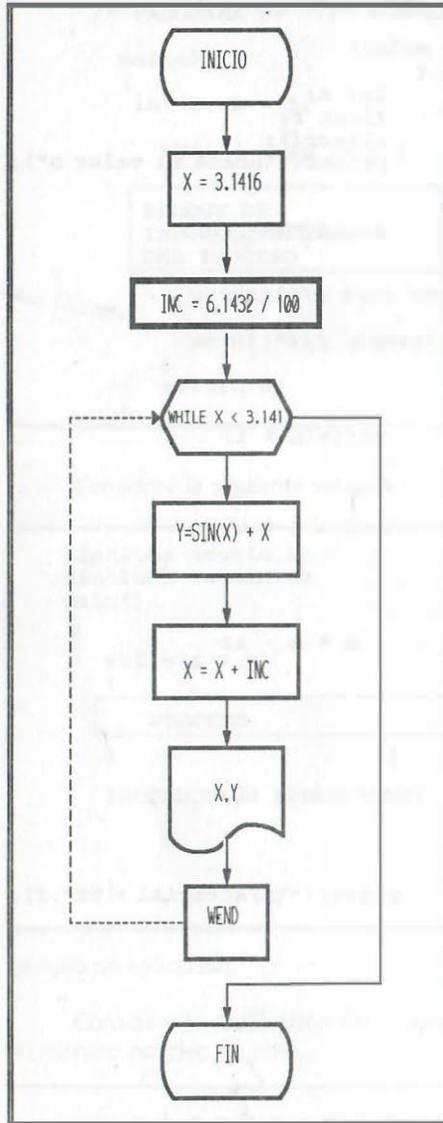 INICIO
X = 3.1416
INC = 6.1432 / 100
WHILE X < 3.141
Y=SIN(X) + X
X = X + INC
X.Y
WEND
FIN